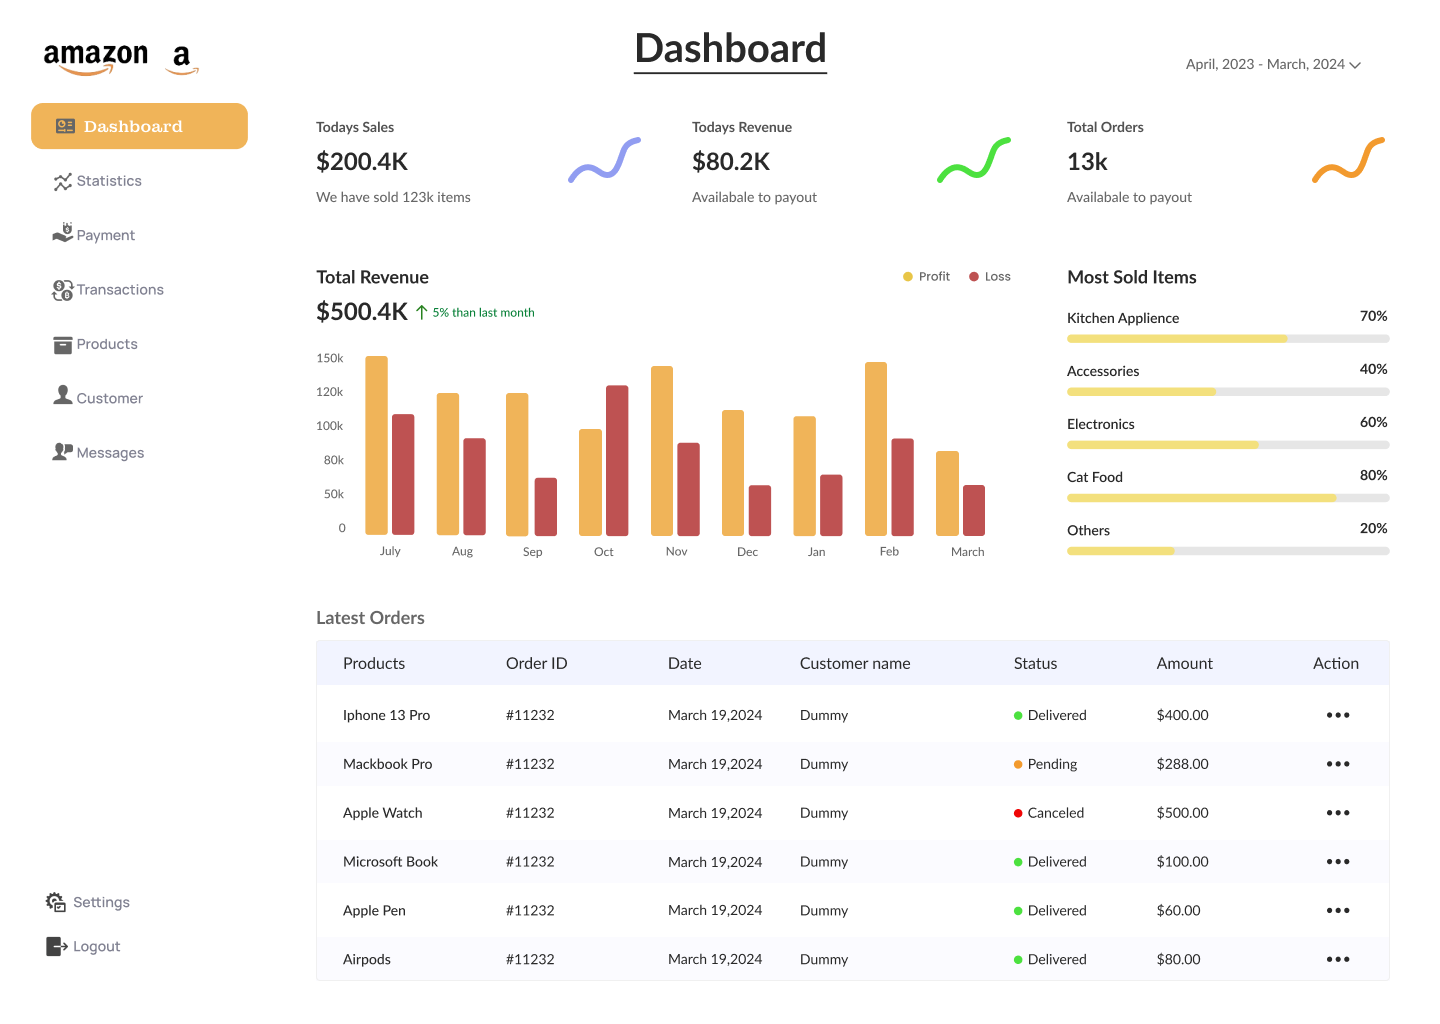 amazon a
Dashboard
April, 2023 - March, 2024
Dashboard
Statistics
Payment
Transactions
Products
Customer
Messages
Settings
Logout
Todays Sales
$200.4K
We have sold 123k items
Todays Revenue
$80.2K
Availabale to payout
Total Orders
13k
Availabale to payout
Total Revenue
$500.4K 5% than last month
Profit Loss
150k
120k
100k
80k
50k
0
July Aug Sep Oct Nov Dec Jan Feb March
Most Sold Items
Kitchen Applience 70%
Accessories 40%
Electronics 60%
Cat Food 80%
Others 20%
Latest Orders
Products Order ID Date Customer name Status Amount Action
Iphone 13 Pro #11232 March 19,2024 Dummy Delivered $400.00
Mackbook Pro #11232 March 19,2024 Dummy Pending $288.00
Apple Watch #11232 March 19,2024 Dummy Canceled $500.00
Microsoft Book #11232 March 19,2024 Dummy Delivered $100.00
Apple Pen #11232 March 19,2024 Dummy Delivered $60.00
Airpods #11232 March 19,2024 Dummy Delivered $80.00